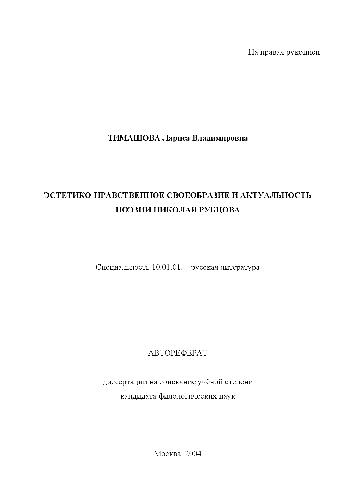 На правах рукописи
ТИМАШОВА Лариса Владимировна
ЭСТЕТИКО-НРАВСТВЕННОЕ СВОЕОБРАЗИЕ И АКТУАЛЬНОСТЬ
ПОЭЗИИ НИКОЛАЯ РУБЦОВА
Специальность 10.01.01. – русская литература
АВТОРЕФЕРАТ
диссертации на соискание учёной степени
кандидата филологических наук
Москва 2004